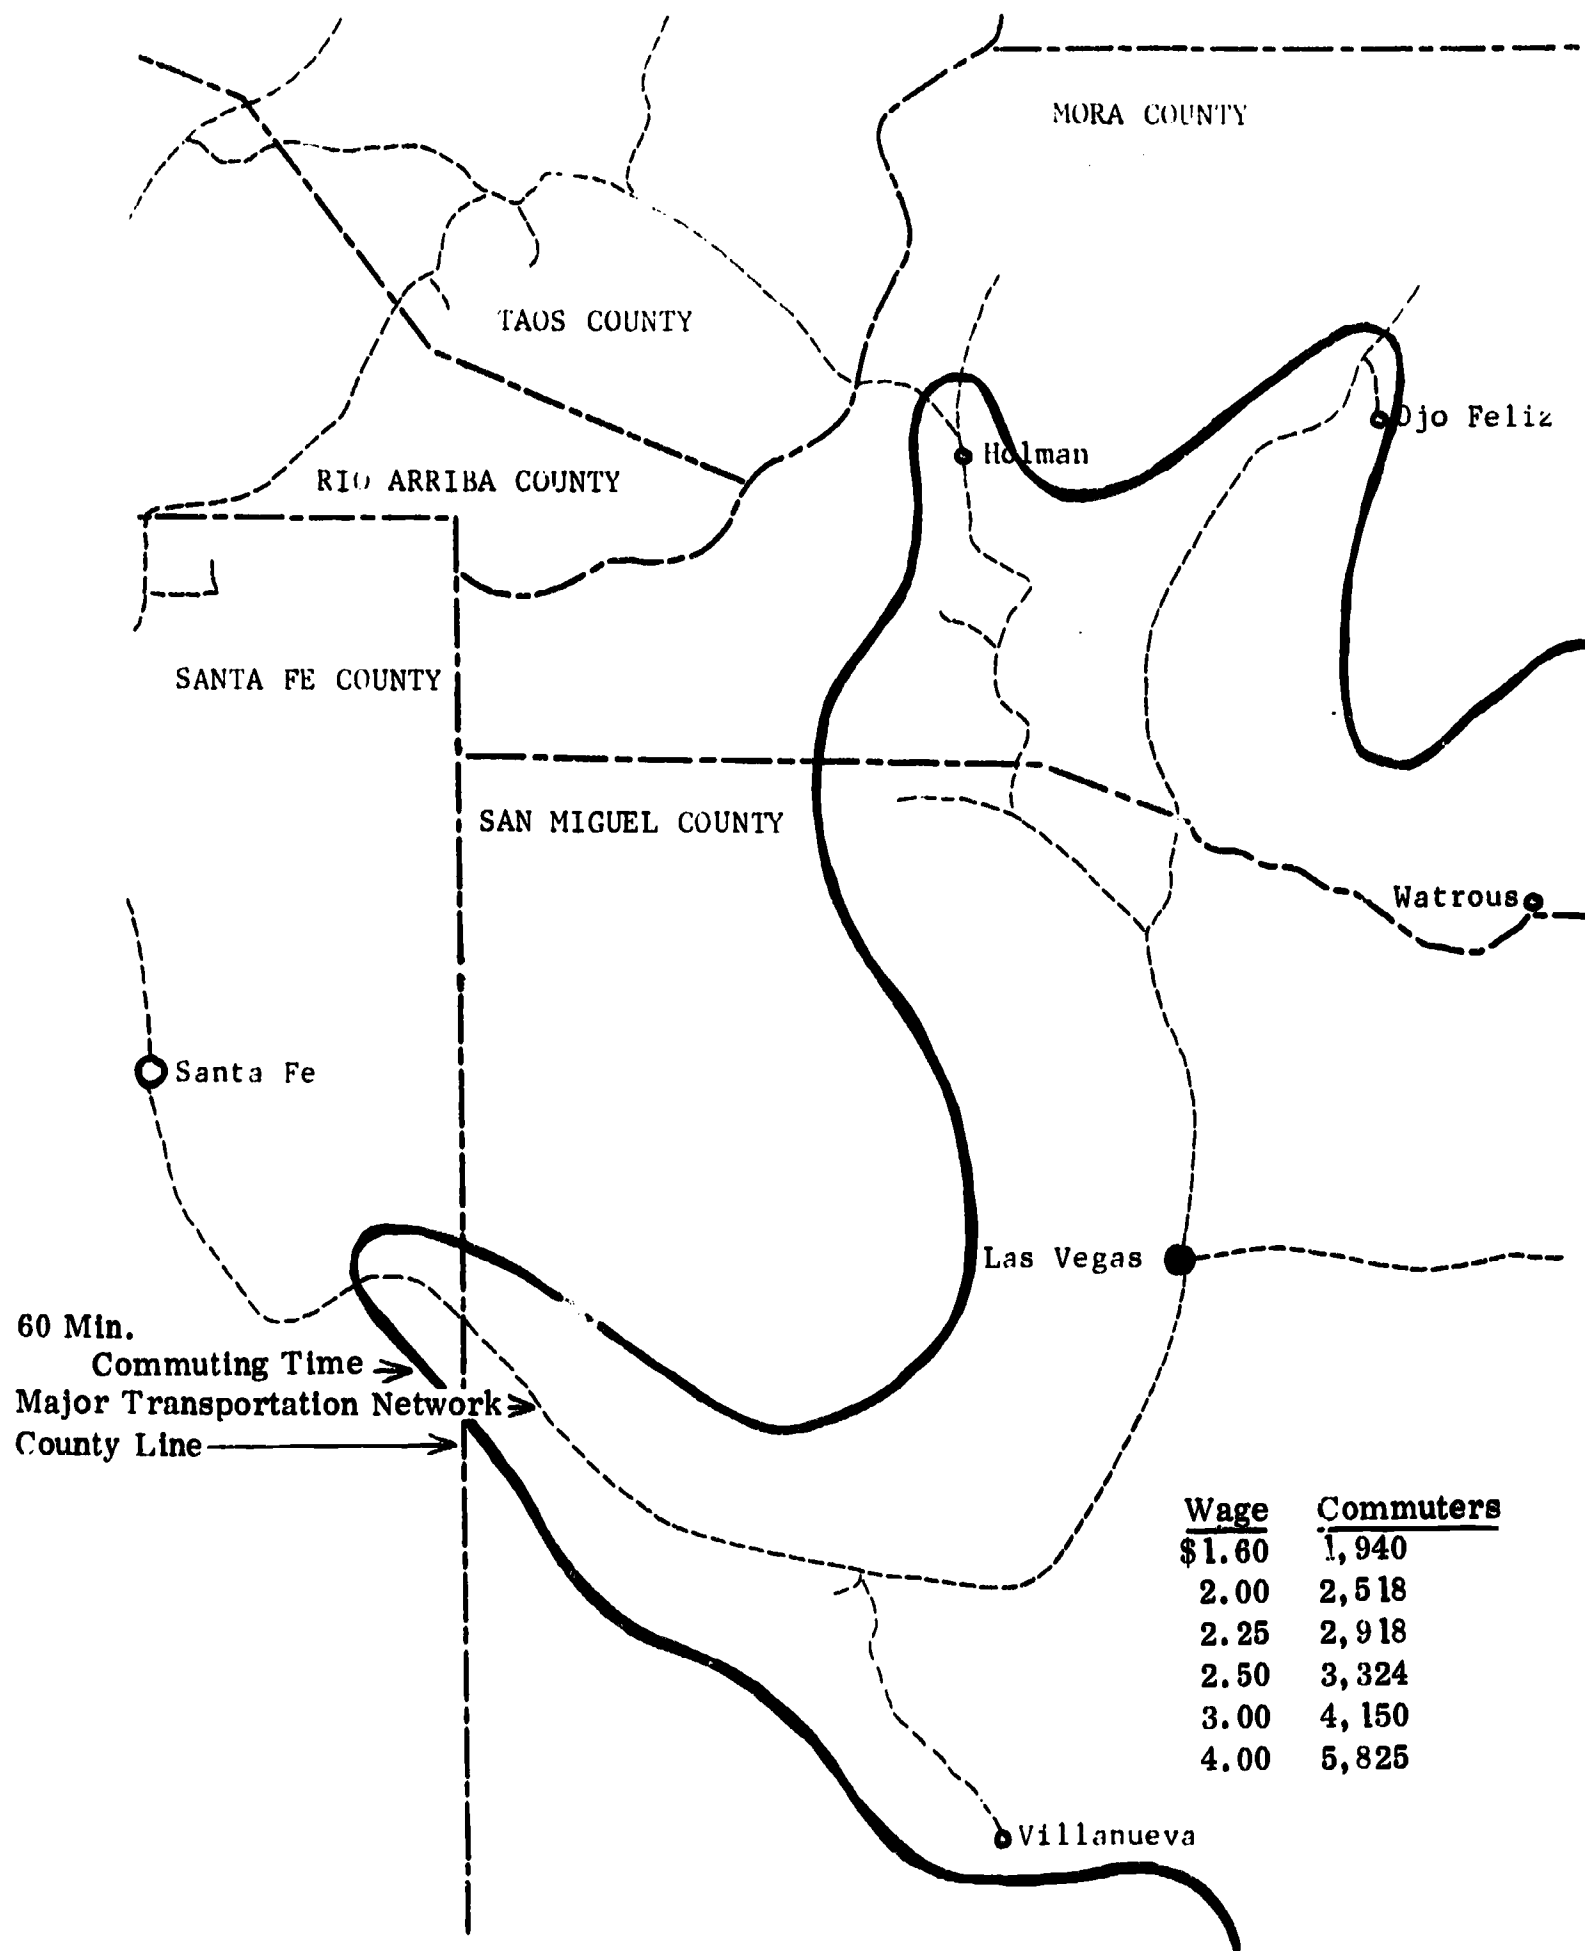 MORA COUNTY
TAOS COUNTY
Ojo Feliz
Holman
RIO ARRIBA COUNTY
SANTA FE COUNTY
SAN MIGUEL COUNTY
Watrous
Santa Fe
Las Vegas
60 Min.
Commuting Time
Major Transportation Network
County Line
Wage Commuters
$1.60 1,940
2.00 2,518
2.25 2,918
2.50 3,324
3.00 4,150
4.00 5,825
Villanueva